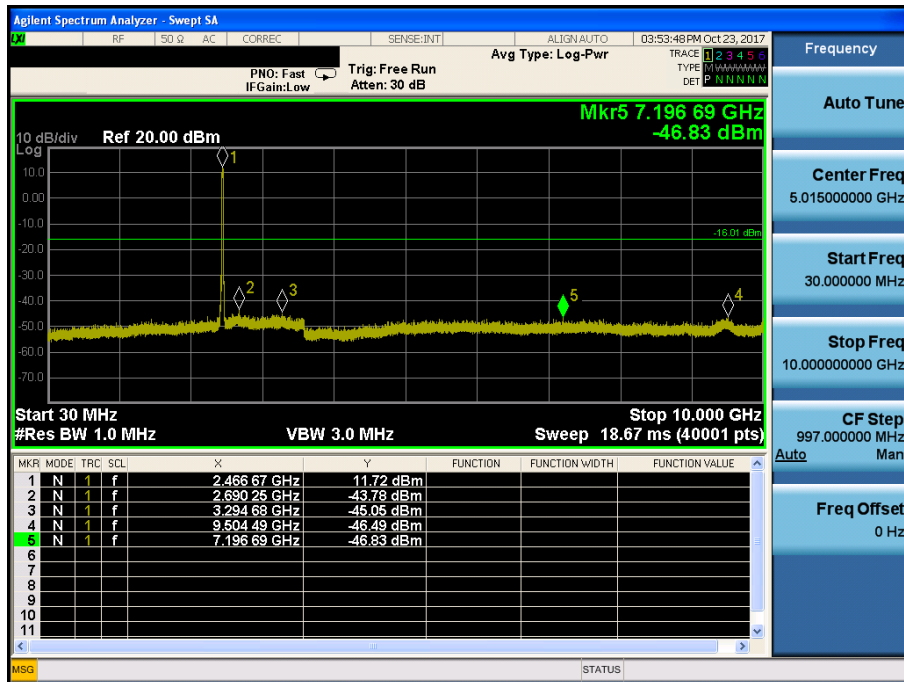 Agilent Spectrum Analyzer - Swept SA
LXI RF 50 Ω AC CORREC SENSE:INT ALIGNAUTO 03:53:48 PM Oct 23, 2017
PNO: Fast
IFGain:Low
Trig: Free Run
Atten: 30 dB
Avg Type: Log-Pwr
TRACE 1 2 3 4 5 6
TYPE M WWWWW
DET P N N N N N
Mkr5 7.196 69 GHz
-46.83 dBm
10 dB/div Ref 20.00 dBm
Log
10.0
0.00
-10.0
-20.0
-30.0
-40.0
-50.0
-60.0
-70.0
1
2
3
4
5
-16.01 dBm
Start 30 MHz Stop 10.000 GHz
#Res BW 1.0 MHz VBW 3.0 MHz Sweep 18.67 ms (40001 pts)
MKR MODE TRC SCL X Y FUNCTION FUNCTION WIDTH FUNCTION VALUE
1 N 1 f 2.466 67 GHz 11.72 dBm
2 N 1 f 2.690 25 GHz -43.78 dBm
3 N 1 f 3.294 68 GHz -45.05 dBm
4 N 1 f 9.504 49 GHz -46.49 dBm
5 N 1 f 7.196 69 GHz -46.83 dBm
6
7
8
9
10
11
MSG STATUS
Frequency
Auto Tune
Center Freq
5.015000000 GHz
Start Freq
30.000000 MHz
Stop Freq
10.000000000 GHz
CF Step
997.000000 MHz
Auto Man
Freq Offset
0 Hz